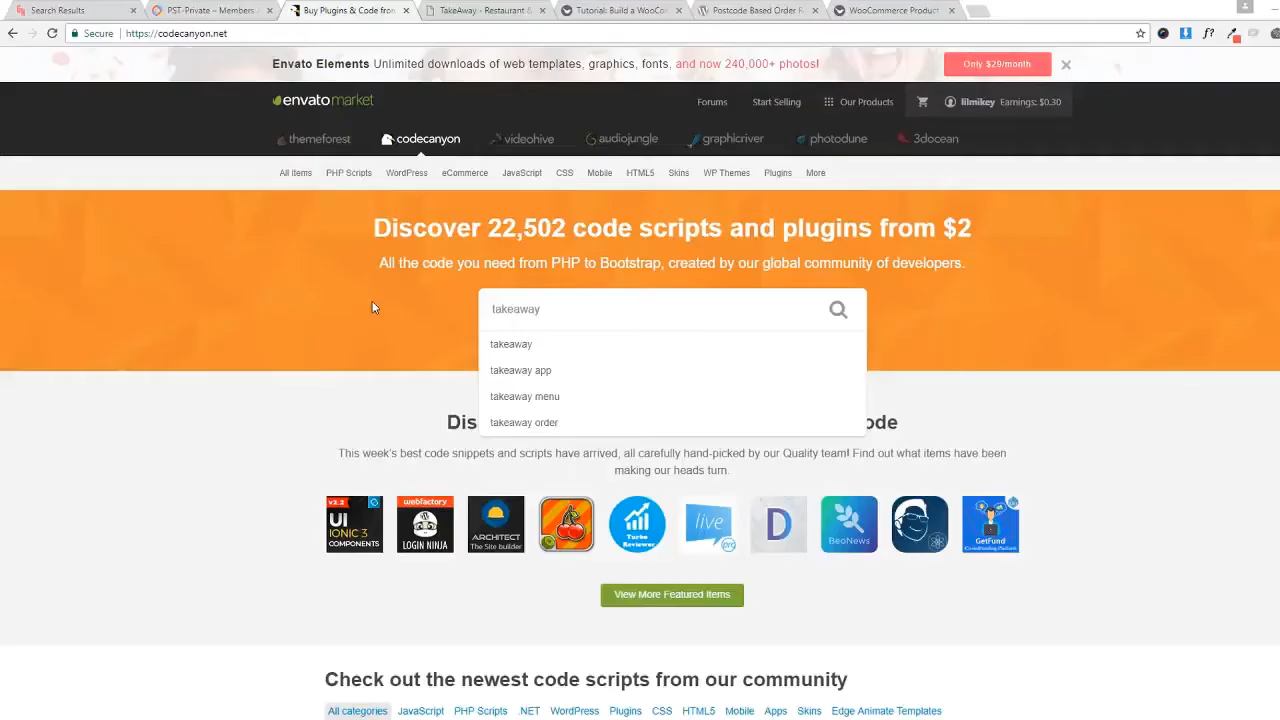 Search Results
PST-Private – Members -
Buy Plugins & Code from
TakeAway - Restaurant &
Tutorial: Build a WooCor
Postcode Based Order R
WooCommerce Product
Secure
https://codecanyon.net
Envato Elements Unlimited downloads of web templates, graphics, fonts, and now 240,000+ photos!
Only $29/month
envatomarket
Forums
Start Selling
Our Products
lilmikey Earnings: $0.30
themeforest
codecanyon
videohive
audiojungle
graphicriver
photodune
3docean
All Items
PHP Scripts
WordPress
eCommerce
JavaScript
CSS
Mobile
HTML5
Skins
WP Themes
Plugins
More
Discover 22,502 code scripts and plugins from $2
All the code you need from PHP to Bootstrap, created by our global community of developers.
takeaway
takeaway
takeaway app
takeaway menu
takeaway order
Dis
ode
This week's best code snippets and scripts have arrived, all carefully hand-picked by our Quality team! Find out what items have been
making our heads turn.
v2.2
UI
IONIC 3
COMPONENTS
webfactory
LOGIN NINJA
ARCHITECT
The Site builder
Turbo
Reviewer
live
pro
D
BeoNews
GetFund
View More Featured Items
Check out the newest code scripts from our community
All categories
JavaScript
PHP Scripts
.NET
WordPress
Plugins
CSS
HTML5
Mobile
Apps
Skins
Edge Animate Templates